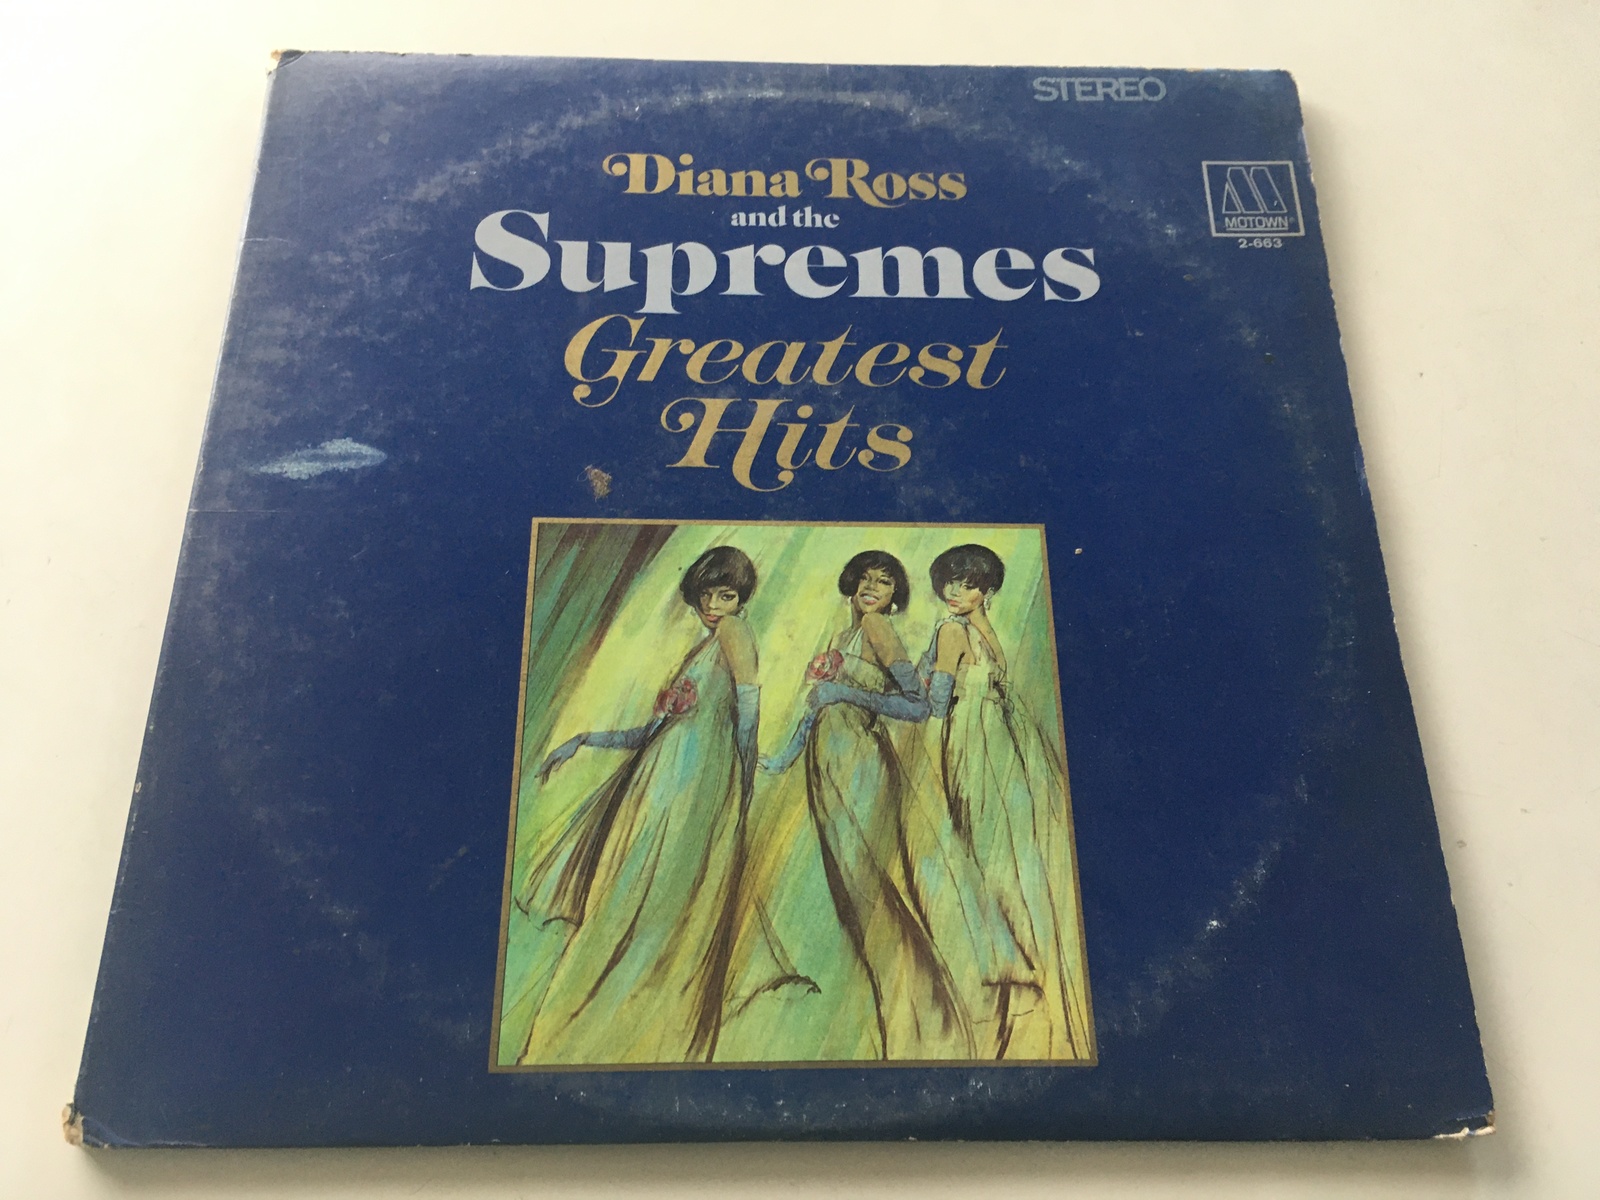 STEREO
Diana Ross
and the
Supremes
Greatest
Hits
MOTOWN®
2-663